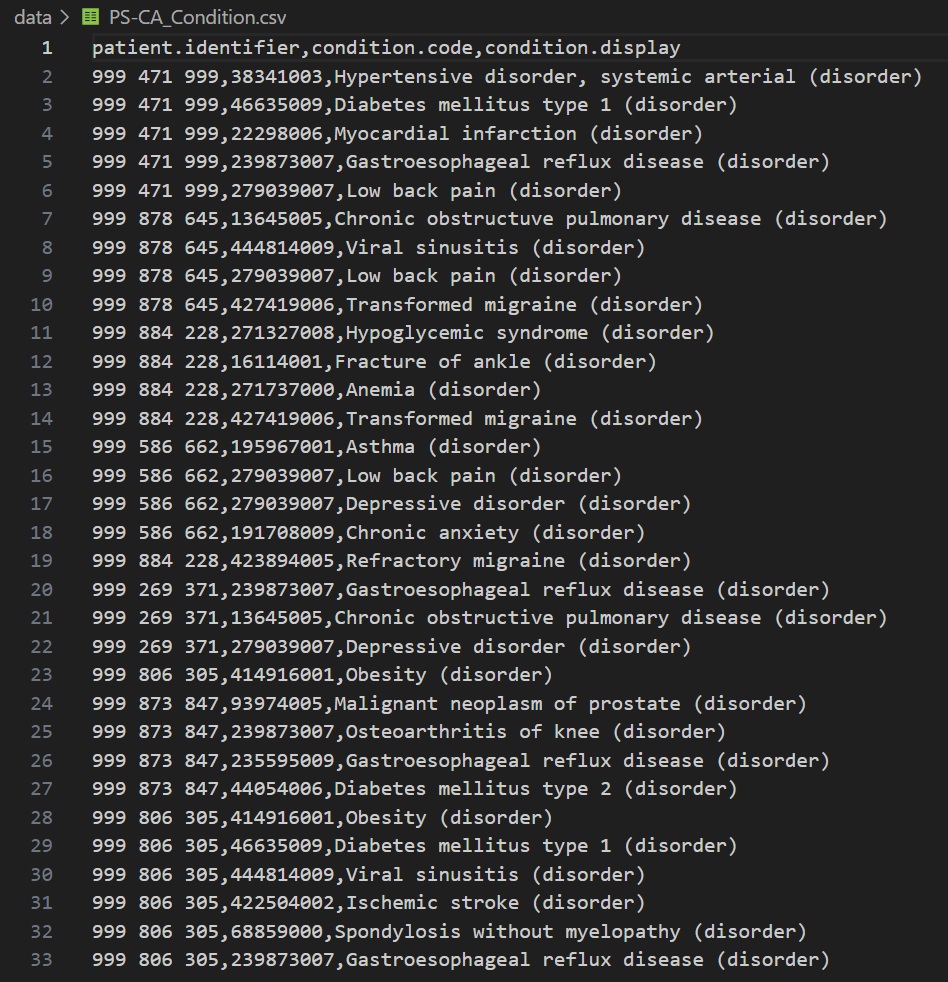 data > PS-CA_Condition.csv
1 patient.identifier,condition.code,condition.display
2 999 471 999,38341003,Hypertensive disorder, systemic arterial (disorder)
3 999 471 999,46635009,Diabetes mellitus type 1 (disorder)
4 999 471 999,22298006,Myocardial infarction (disorder)
5 999 471 999,239873007,Gastroesophageal reflux disease (disorder)
6 999 471 999,279039007,Low back pain (disorder)
7 999 878 645,13645005,Chronic obstructuve pulmonary disease (disorder)
8 999 878 645,444814009,Viral sinusitis (disorder)
9 999 878 645,279039007,Low back pain (disorder)
10 999 878 645,427419006,Transformed migraine (disorder)
11 999 884 228,271327008,Hypoglycemic syndrome (disorder)
12 999 884 228,16114001,Fracture of ankle (disorder)
13 999 884 228,271737000,Anemia (disorder)
14 999 884 228,427419006,Transformed migraine (disorder)
15 999 586 662,195967001,Asthma (disorder)
16 999 586 662,279039007,Low back pain (disorder)
17 999 586 662,279039007,Depressive disorder (disorder)
18 999 586 662,191708009,Chronic anxiety (disorder)
19 999 884 228,423894005,Refractory migraine (disorder)
20 999 269 371,239873007,Gastroesophageal reflux disease (disorder)
21 999 269 371,13645005,Chronic obstructive pulmonary disease (disorder)
22 999 269 371,279039007,Depressive disorder (disorder)
23 999 806 305,414916001,Obesity (disorder)
24 999 873 847,93974005,Malignant neoplasm of prostate (disorder)
25 999 873 847,239873007,Osteoarthritis of knee (disorder)
26 999 873 847,235595009,Gastroesophageal reflux disease (disorder)
27 999 873 847,44054006,Diabetes mellitus type 2 (disorder)
28 999 806 305,414916001,Obesity (disorder)
29 999 806 305,46635009,Diabetes mellitus type 1 (disorder)
30 999 806 305,444814009,Viral sinusitis (disorder)
31 999 806 305,422504002,Ischemic stroke (disorder)
32 999 806 305,68859000,Spondylosis without myelopathy (disorder)
33 999 806 305,239873007,Gastroesophageal reflux disease (disorder)